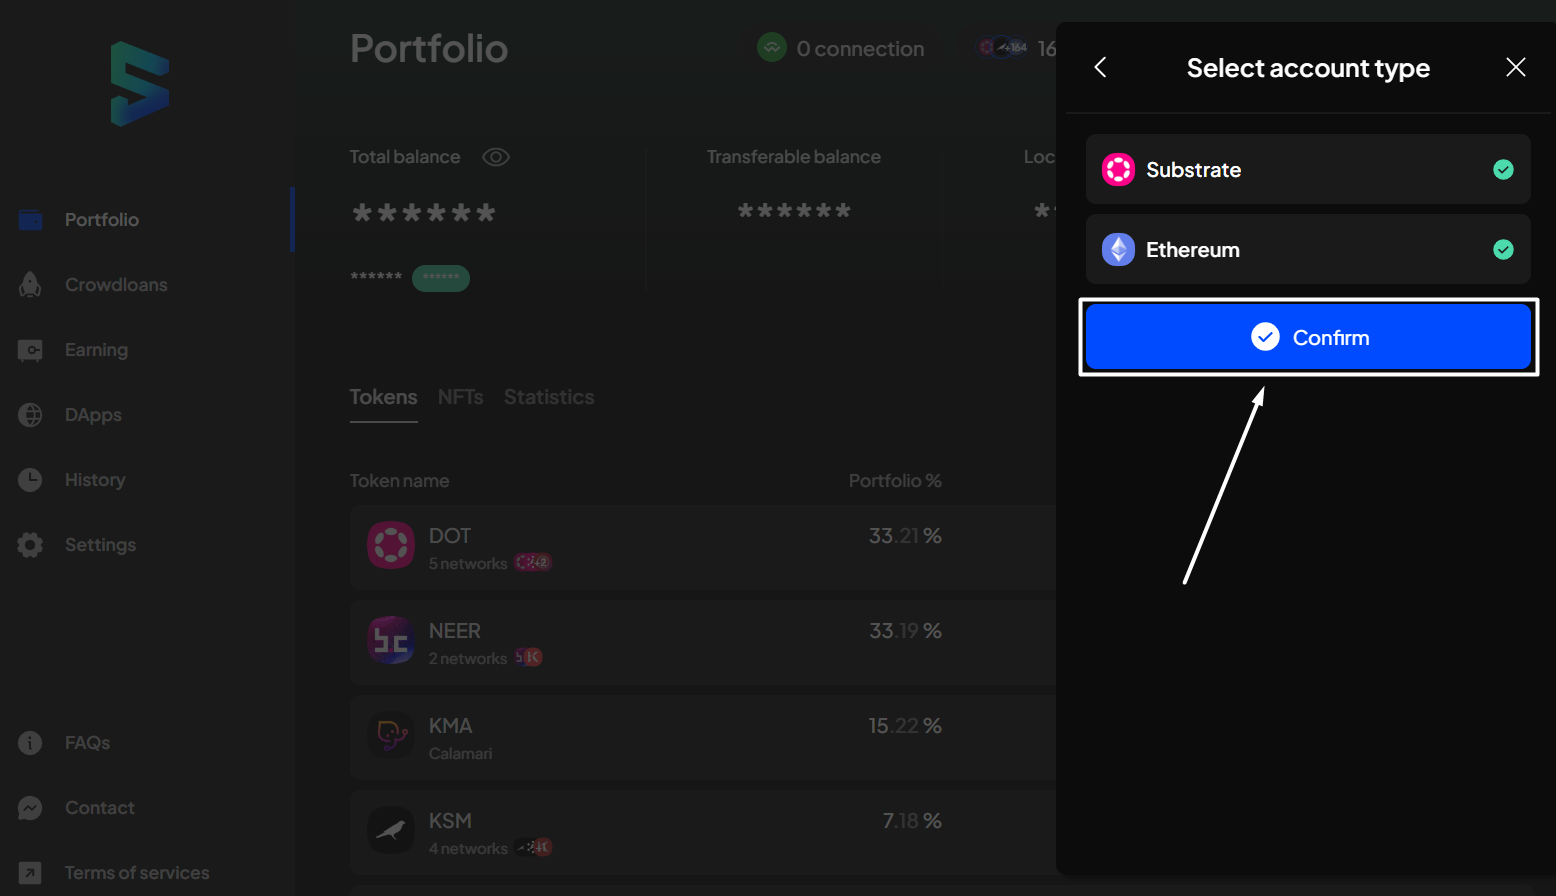 Portfolio
0 connection
+164
16
Select account type
Substrate
Ethereum
Confirm
Total balance
Transferable balance
Loc
******
******
*
****** ******
Portfolio
Crowdloans
Earning
DApps
History
Settings
FAQs
Contact
Terms of services
Tokens NFTs Statistics
Token name Portfolio %
DOT 33.21 %
5 networks +2
NEER 33.19 %
2 networks
KMA 15.22 %
Calamari
KSM 7.18 %
4 networks